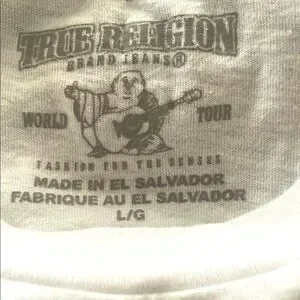 TRUE RELIGION
BRAND JEANS®
WORLD TOUR
FASHION FOR THE SENSES
MADE IN EL SALVADOR
FABRIQUE AU EL SALVADOR
L/G